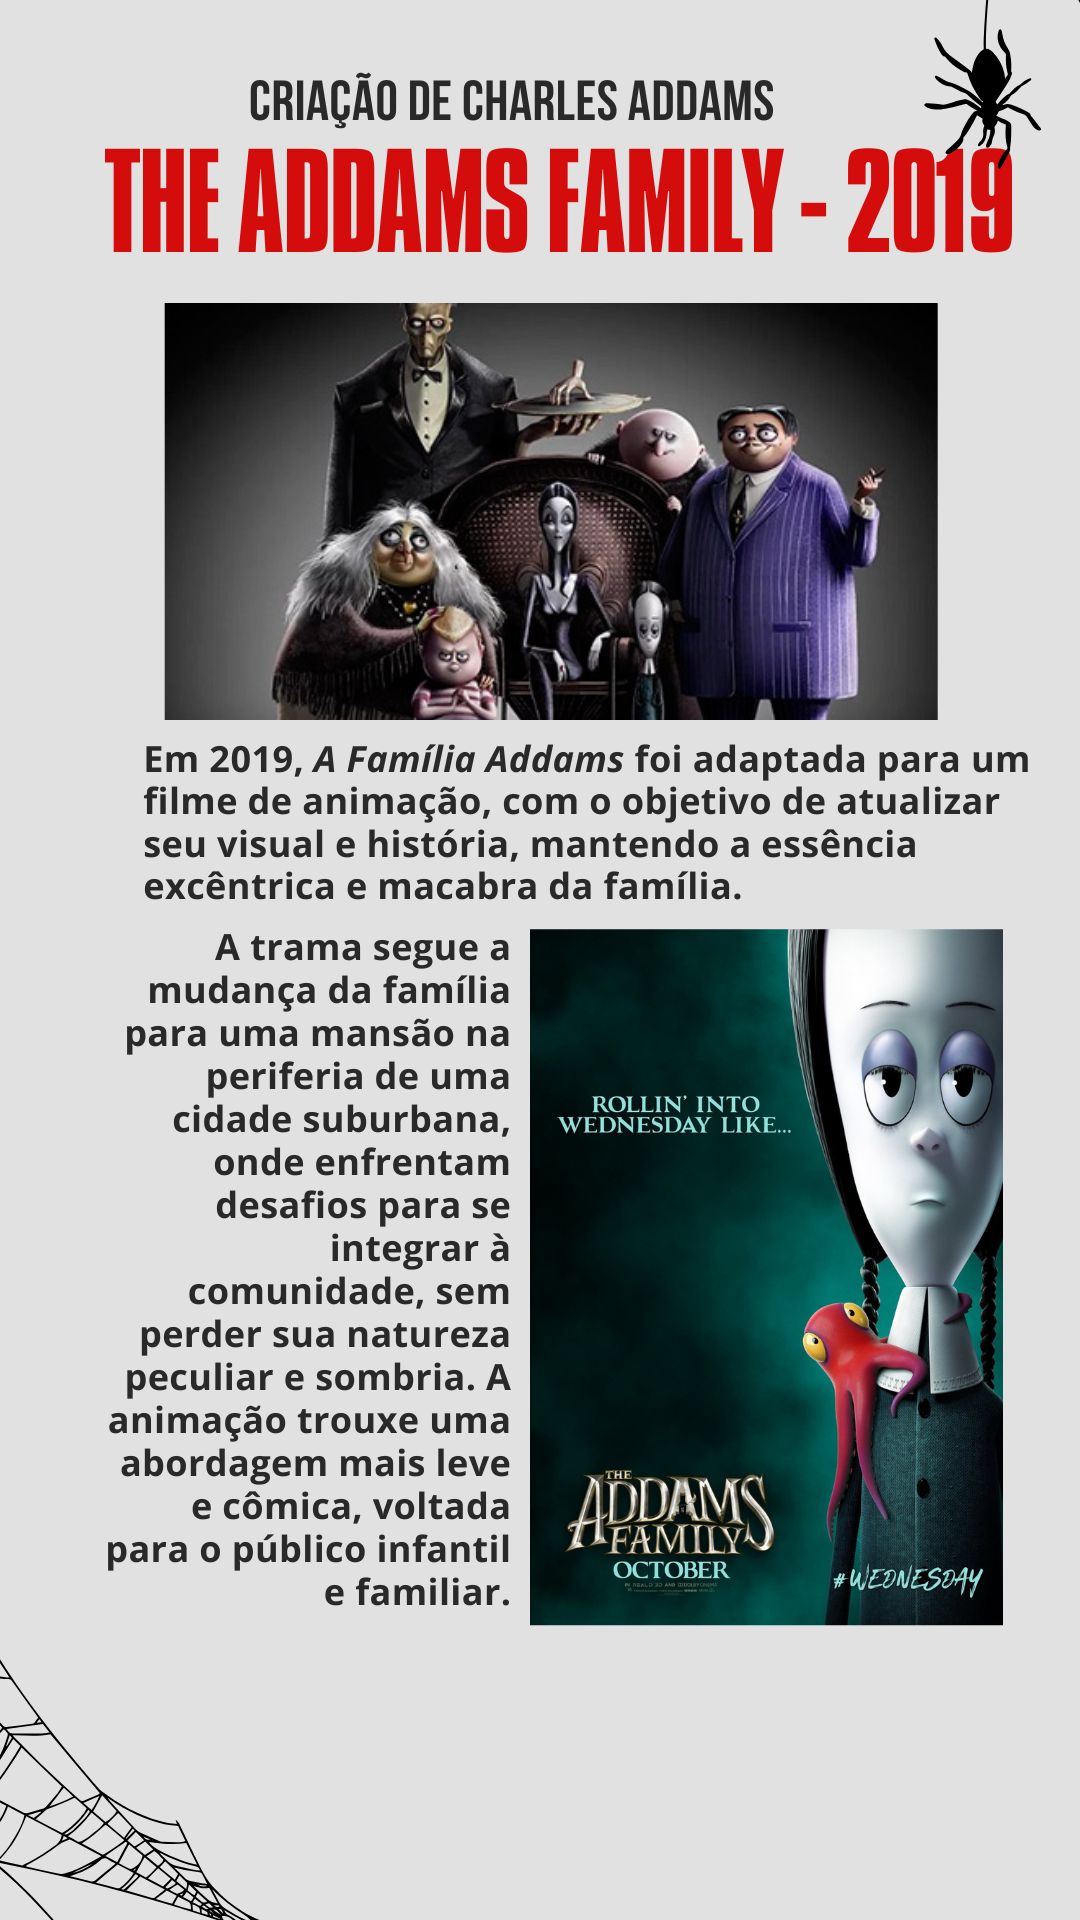 CRIAÇÃO DE CHARLES ADDAMS
THE ADDAMS FAMILY - 2019
Em 2019, A Família Addams foi adaptada para um
filme de animação, com o objetivo de atualizar
seu visual e história, mantendo a essência
excêntrica e macabra da família.
A trama segue a
mudança da família
para uma mansão na
periferia de uma
cidade suburbana,
onde enfrentam
desafios para se
integrar à
comunidade, sem
perder sua natureza
peculiar e sombria. A
animação trouxe uma
abordagem mais leve
e cômica, voltada
para o público infantil
e familiar.
ROLLIN' INTO
WEDNESDAY LIKE...
THE
ADDAMS
FAMILY
OCTOBER
#WEDNESDAY